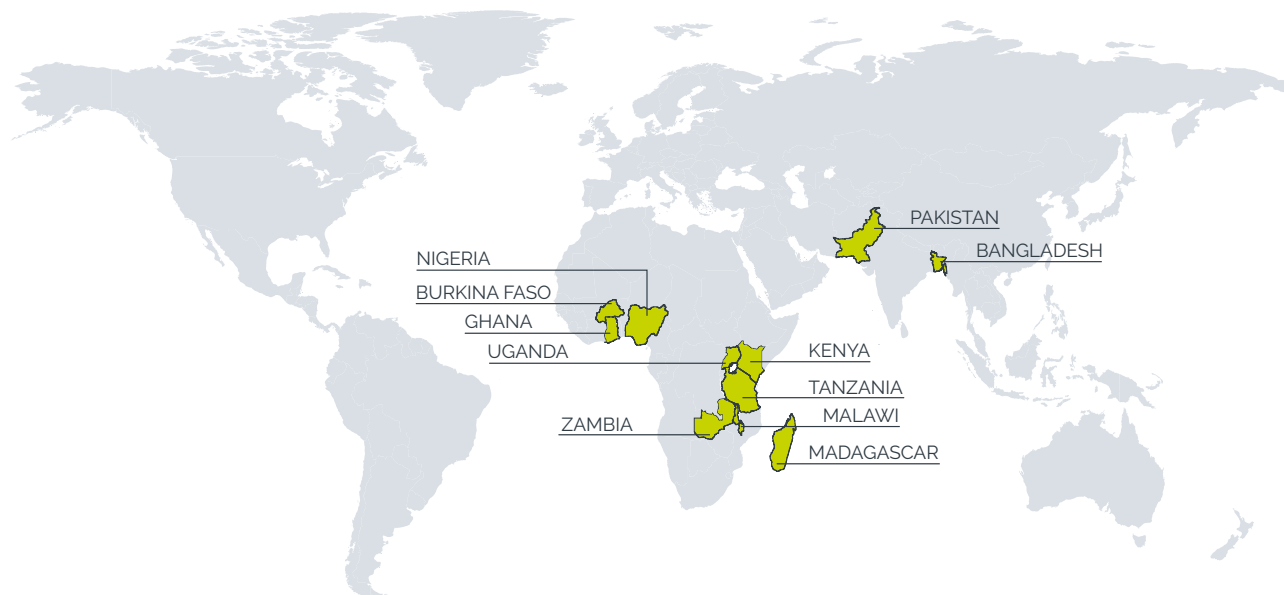 PAKISTAN
BANGLADESH
NIGERIA
BURKINA FASO
GHANA
UGANDA
KENYA
TANZANIA
MALAWI
ZAMBIA
MADAGASCAR